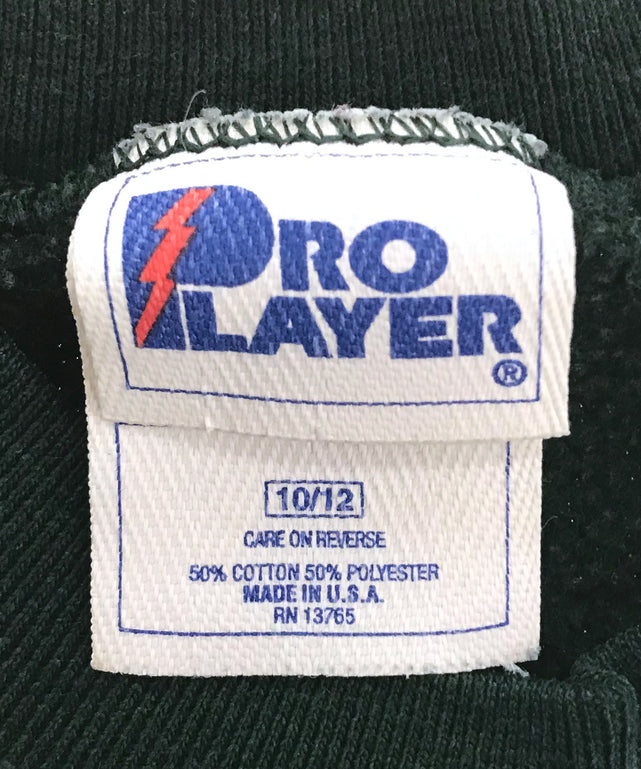 PRO
PLAYER®
10/12
CARE ON REVERSE
50% COTTON 50% POLYESTER
MADE IN U.S.A.
RN 13765